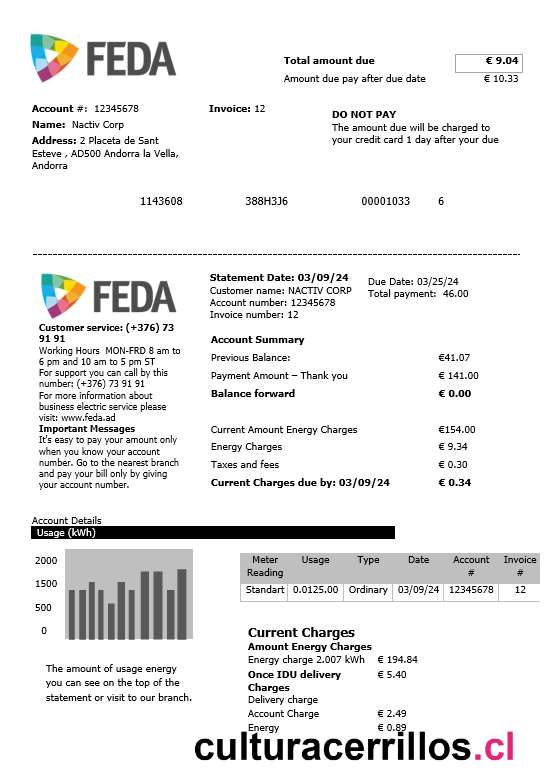 FEDA
Total amount due € 9.04
Amount due pay after due date € 10.33
Account #: 12345678 Invoice: 12
Name: Nactiv Corp
Address: 2 Placeta de Sant
Esteve , AD500 Andorra la Vella,
Andorra
DO NOT PAY
The amount due will be charged to
your credit card 1 day after your due
1143608 388H3J6 00001033 6
FEDA
Customer service: (+376) 73
91 91
Working Hours MON-FRD 8 am to
6 pm and 10 am to 5 pm ST
For support you can call by this
number: (+376) 73 91 91
For more information about
business electric service please
visit: www.feda.ad
Important Messages
It's easy to pay your amount only
when you know your account
number. Go to the nearest branch
and pay your bill only by giving
your account number.
Statement Date: 03/09/24
Customer name: NACTIV CORP
Account number: 12345678
Invoice number: 12
Due Date: 03/25/24
Total payment: 46.00
Account Summary
Previous Balance: €41.07
Payment Amount – Thank you € 141.00
Balance forward € 0.00
Current Amount Energy Charges €154.00
Energy Charges € 9.34
Taxes and fees € 0.30
Current Charges due by: 03/09/24 € 0.34
Account Details
Usage (kWh)
2000
1500
500
0
The amount of usage energy
you can see on the top of the
statement or visit to our branch.
Meter Usage Type Date Account Invoice
Reading # #
Standart 0.0125.00 Ordinary 03/09/24 12345678 12
Current Charges
Amount Energy Charges
Energy charge 2.007 kWh € 194.84
Once IDU delivery € 5.40
Charges
Delivery charge
Account Charge € 2.49
Energy € 0.89
culturacerrillos.cl